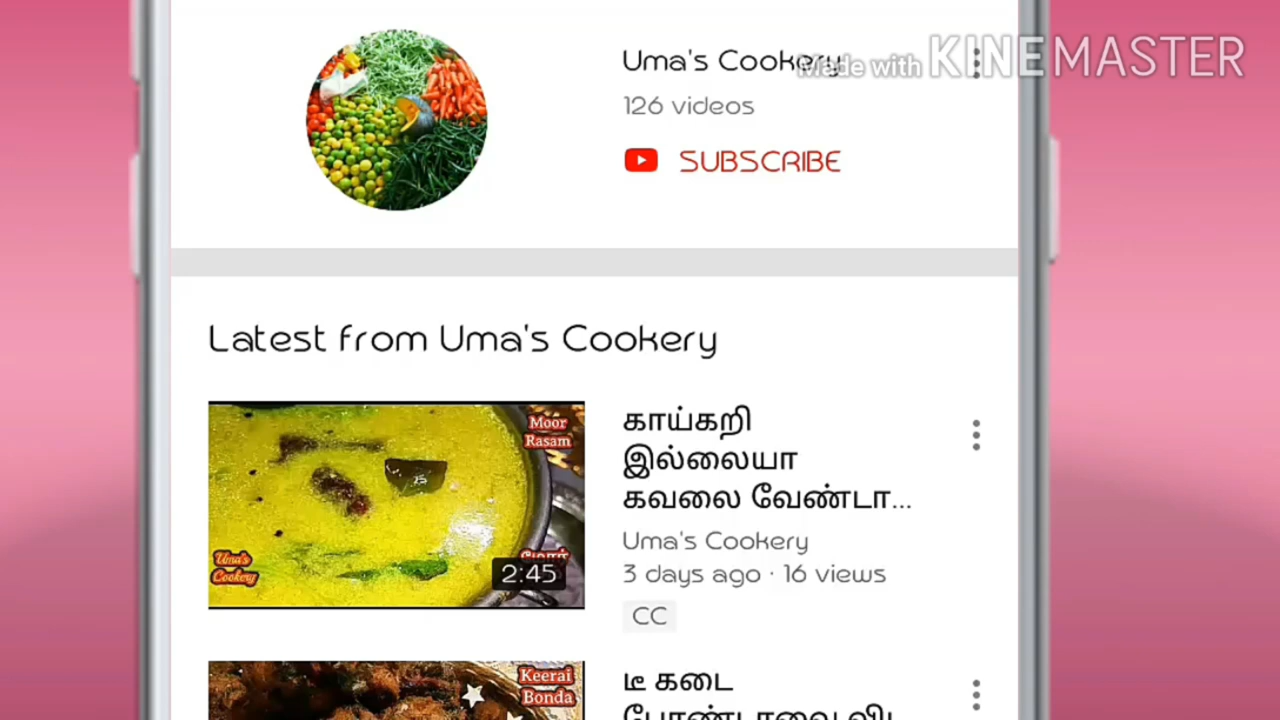 Uma's Cookery
Made with KINEMASTER
126 videos
SUBSCRIBE
Latest from Uma's Cookery
Moor
Rasam
Uma's
Cookery
மோர்
2:45
காய்கறி
இல்லையா
கவலை வேண்டா...
Uma's Cookery
3 days ago · 16 views
CC
Keerai
Bonda
டீ கடை